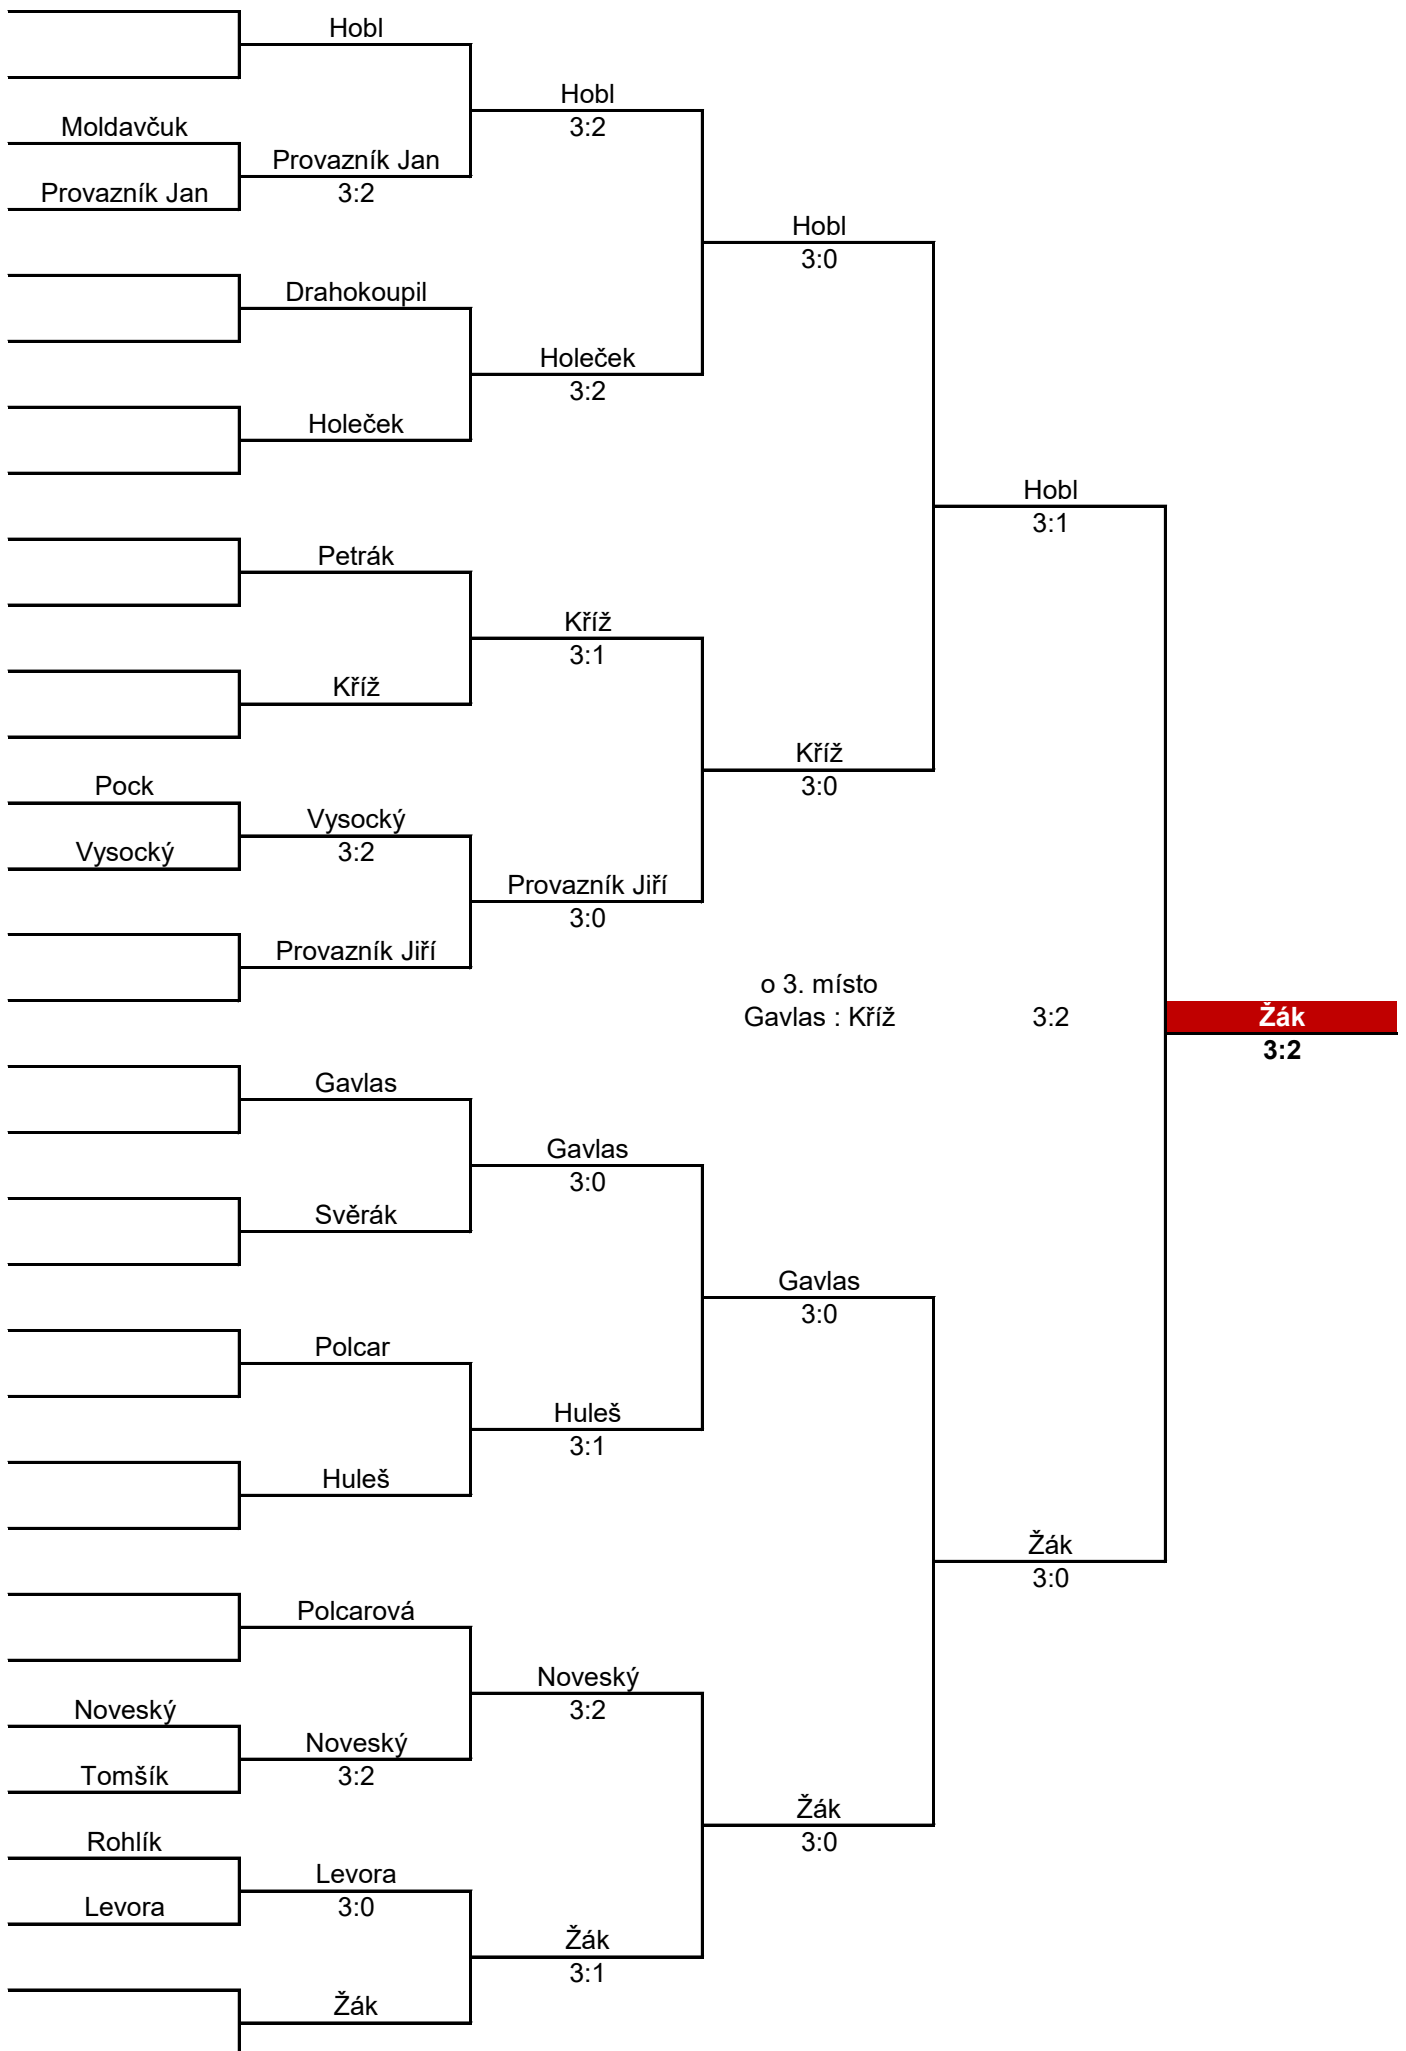 Hobl
Hobl
3:2
Moldavčuk
Provazník Jan
Provazník Jan
3:2
Hobl
3:0
Drahokoupil
Holeček
3:2
Holeček
Hobl
3:1
Petrák
Kříž
3:1
Kříž
Kříž
3:0
Pock
Vysocký
Vysocký
3:2
Provazník Jiří
3:0
Provazník Jiří
o 3. místo
Gavlas : Kříž 3:2
Žák
3:2
Gavlas
Gavlas
3:0
Svěrák
Gavlas
3:0
Polcar
Huleš
3:1
Huleš
Žák
3:0
Polcarová
Noveský
3:2
Noveský
Noveský
Tomšík
3:2
Žák
3:0
Rohlík
Levora
Levora
3:0
Žák
3:1
Žák